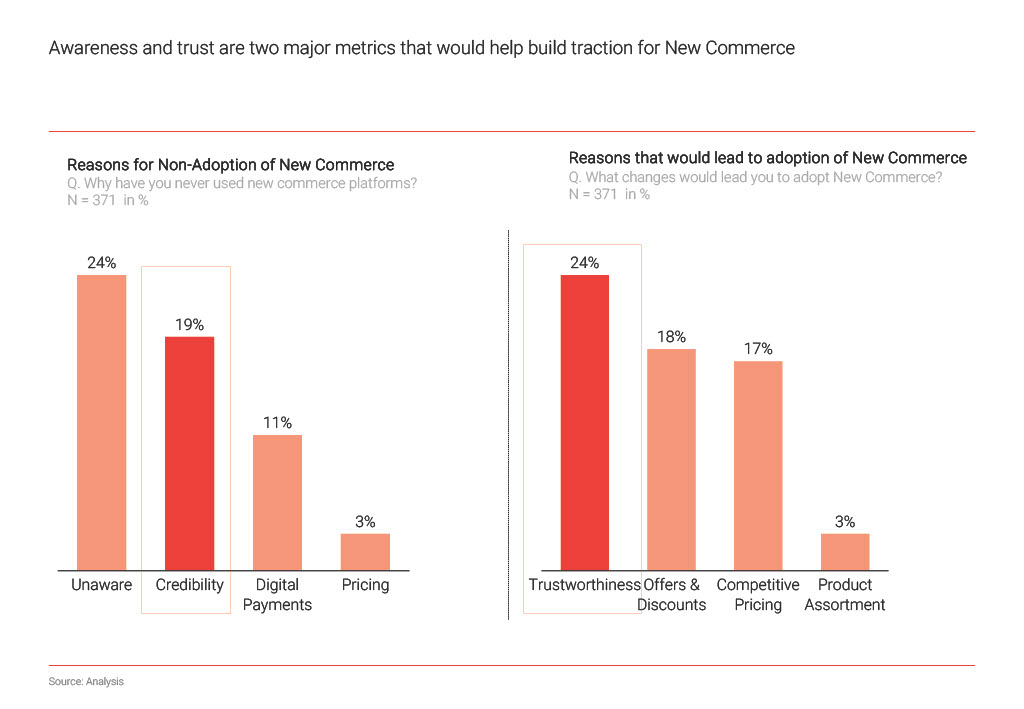 Awareness and trust are two major metrics that would help build traction for New Commerce
Reasons for Non-Adoption of New Commerce
Q. Why have you never used new commerce platforms?
N = 371 in %
24%
19%
11%
3%
Unaware
Credibility
Digital
Payments
Pricing
Reasons that would lead to adoption of New Commerce
Q. What changes would lead you to adopt New Commerce?
N = 371 in %
24%
18%
17%
3%
Trustworthiness
Offers &
Discounts
Competitive
Pricing
Product
Assortment
Source: Analysis